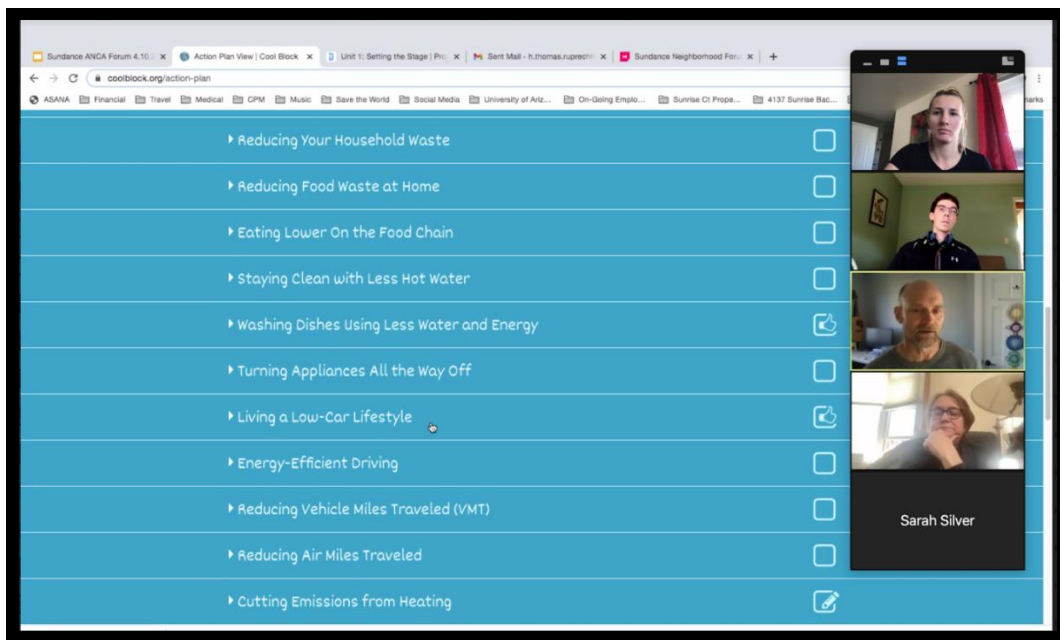 Sundance ANCA Forum 4.10.2
Action Plan View | Cool Block
Unit 1: Setting the Stage | Pro
Sent Mail - h.thomas.ruprecht
Sundance Neighborhood Foru
coolblock.org/action-plan
ASANA
Financial
Travel
Medical
CPM
Music
Save the World
Social Media
University of Ariz...
On-Going Emplo...
Sunrise Ct Prope...
4137 Sunrise Bac...
marks
Reducing Your Household Waste
Reducing Food Waste at Home
Eating Lower On the Food Chain
Staying Clean with Less Hot Water
Washing Dishes Using Less Water and Energy
Turning Appliances All the Way Off
Living a Low-Car Lifestyle
Energy-Efficient Driving
Reducing Vehicle Miles Traveled (VMT)
Reducing Air Miles Traveled
Cutting Emissions from Heating
Sarah Silver